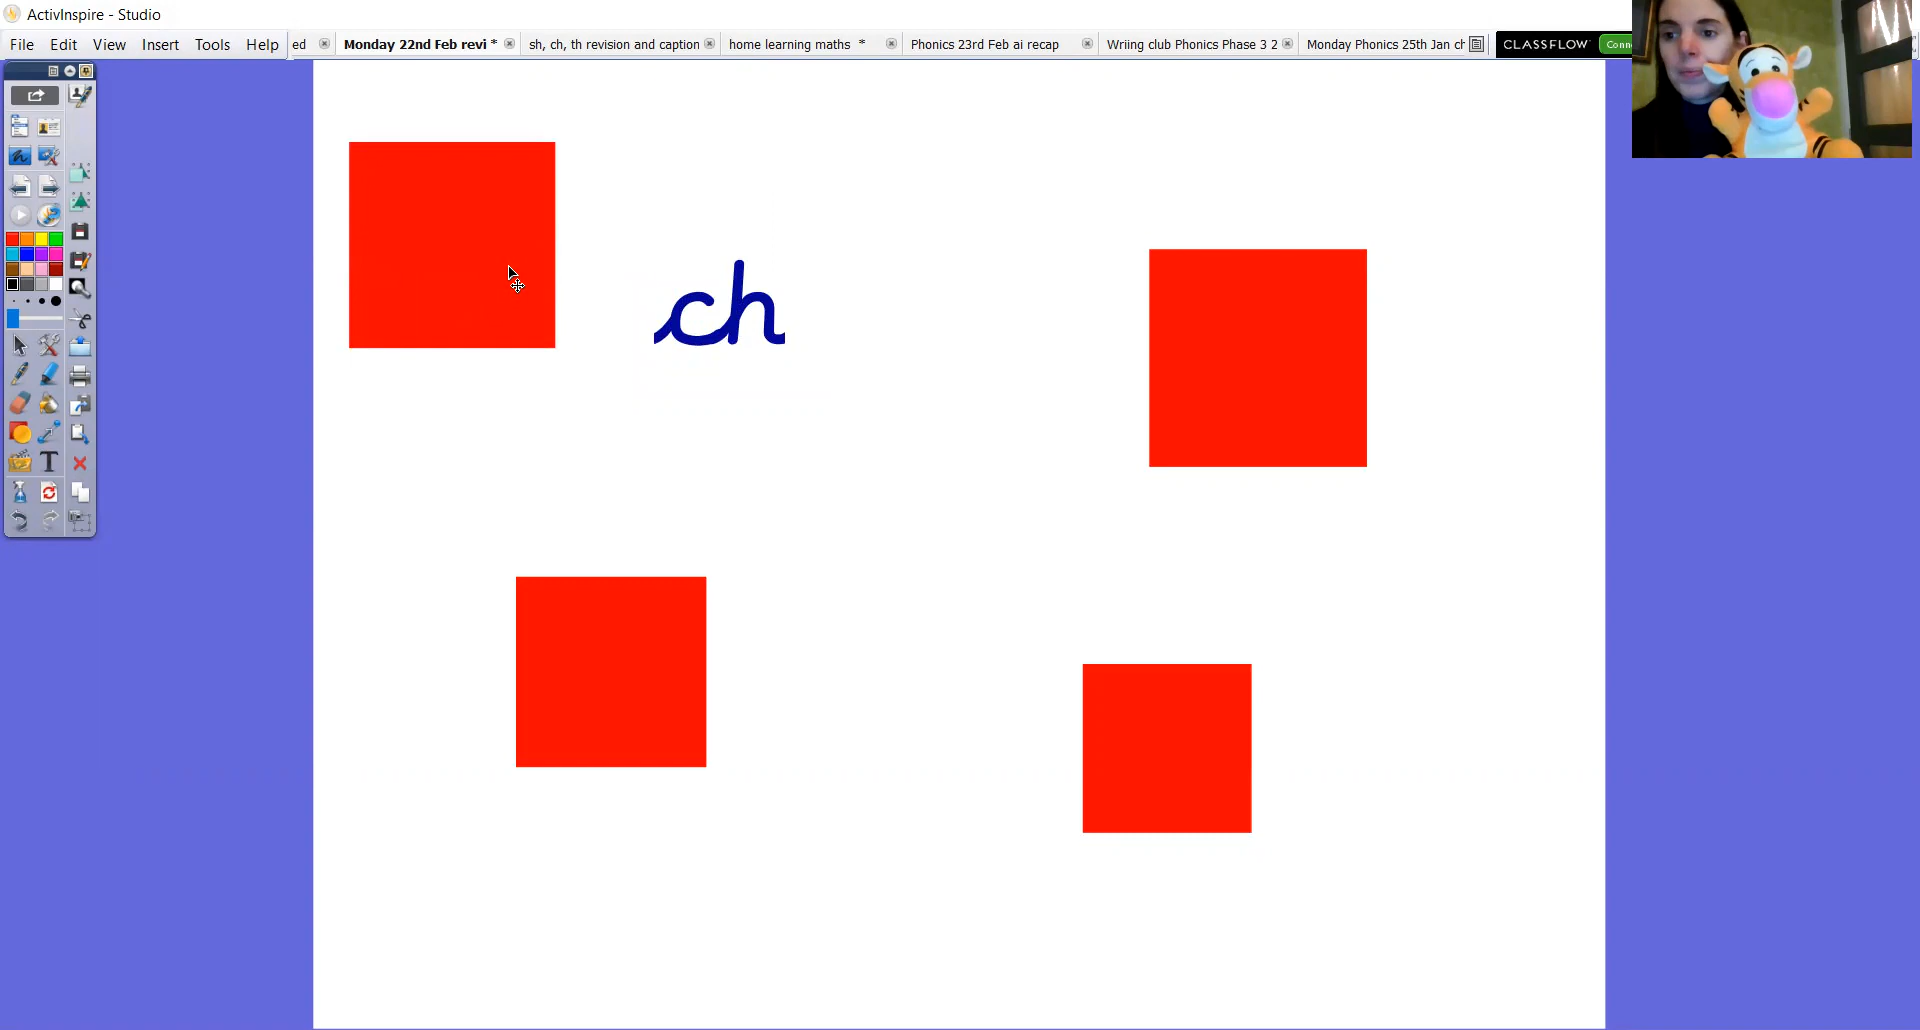 ActivInspire - Studio
File Edit View Insert Tools Help
ed Monday 22nd Feb revi * sh, ch, th revision and caption home learning maths * Phonics 23rd Feb ai recap Wriing club Phonics Phase 3 2 Monday Phonics 25th Jan ch CLASSFLOW Conn
T
ch